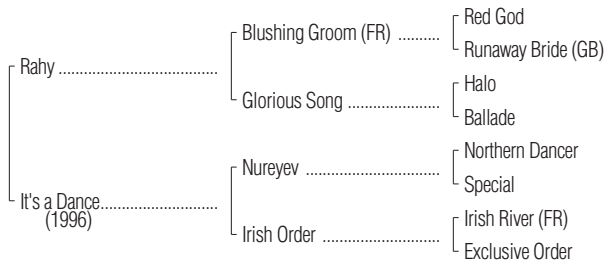 Red God
Blushing Groom (FR) ..........
Runaway Bride (GB)
Rahy ......................................
Halo
Glorious Song ......................
Ballade
Northern Dancer
Nureyev ................................
Special
It's a Dance............................
(1996)
Irish River (FR)
Irish Order ............................
Exclusive Order